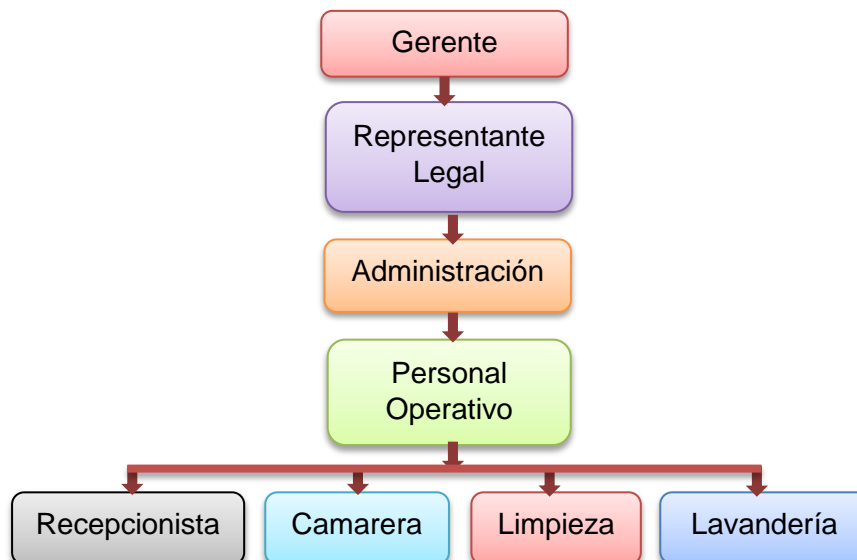 Gerente
Representante
Legal
Administración
Personal
Operativo
Recepcionista
Camarera
Limpieza
Lavandería